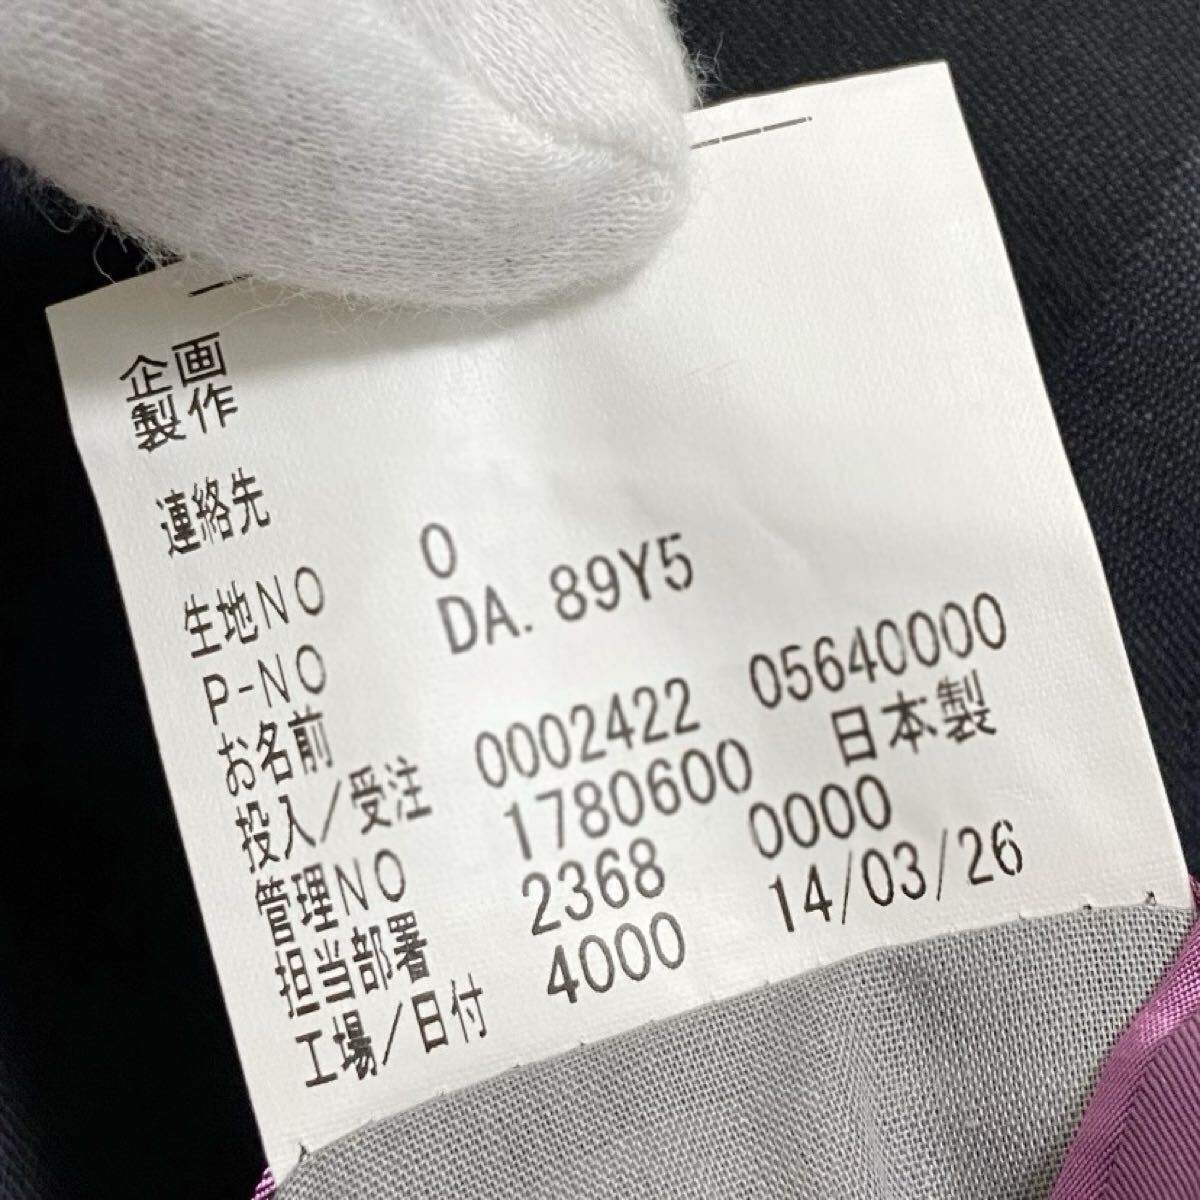 企画
製作
連絡先
生地NO 0
P-NO DA. 89Y5
お名前
投入/受注 0002422 05640000
管理NO 1780600 日本製
担当部署 2368 0000
工場/日付 4000 14/03/26